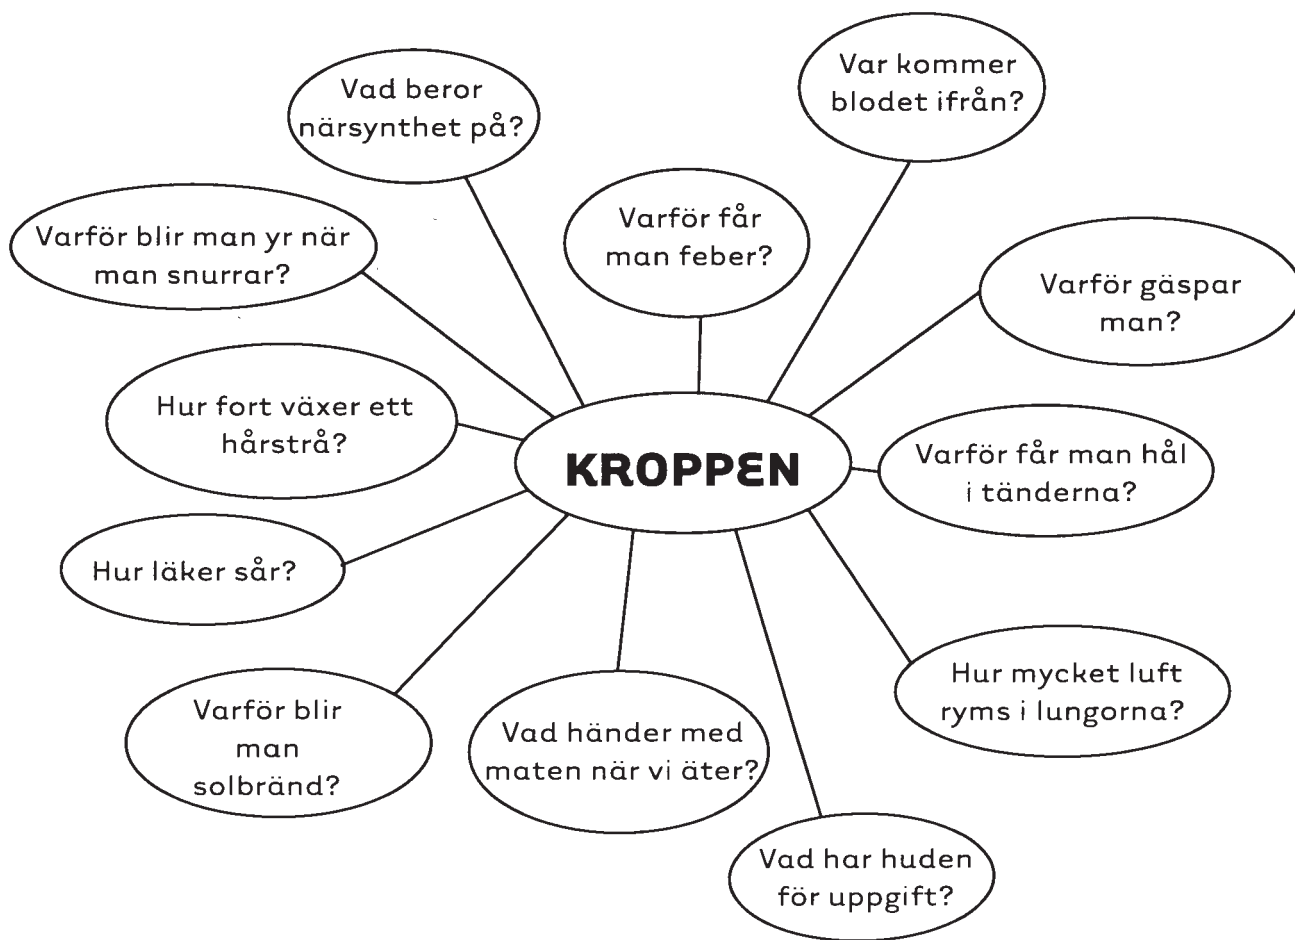 Vad beror
närsynthet på?
Var kommer
blodet ifrån?
Varför får
man feber?
Varför blir man yr när
man snurrar?
Varför gäspar
man?
Hur fort växer ett
hårstrå?
KROPPEN
Varför får man hål
i tänderna?
Hur läker sår?
Hur mycket luft
ryms i lungorna?
Varför blir
man
solbränd?
Vad händer med
maten när vi äter?
Vad har huden
för uppgift?